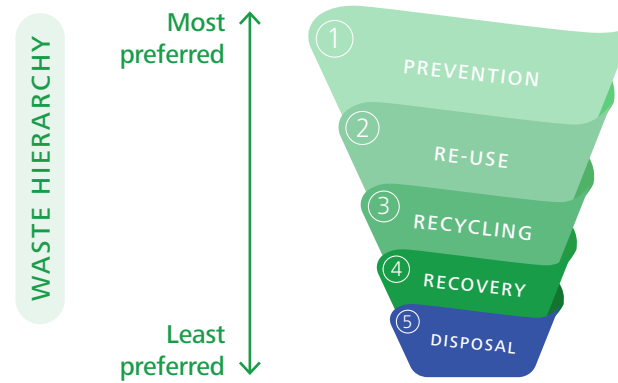 WASTE HIERARCHY
Most
preferred
Least
preferred
1
PREVENTION
2
RE-USE
3
RECYCLING
4
RECOVERY
5
DISPOSAL